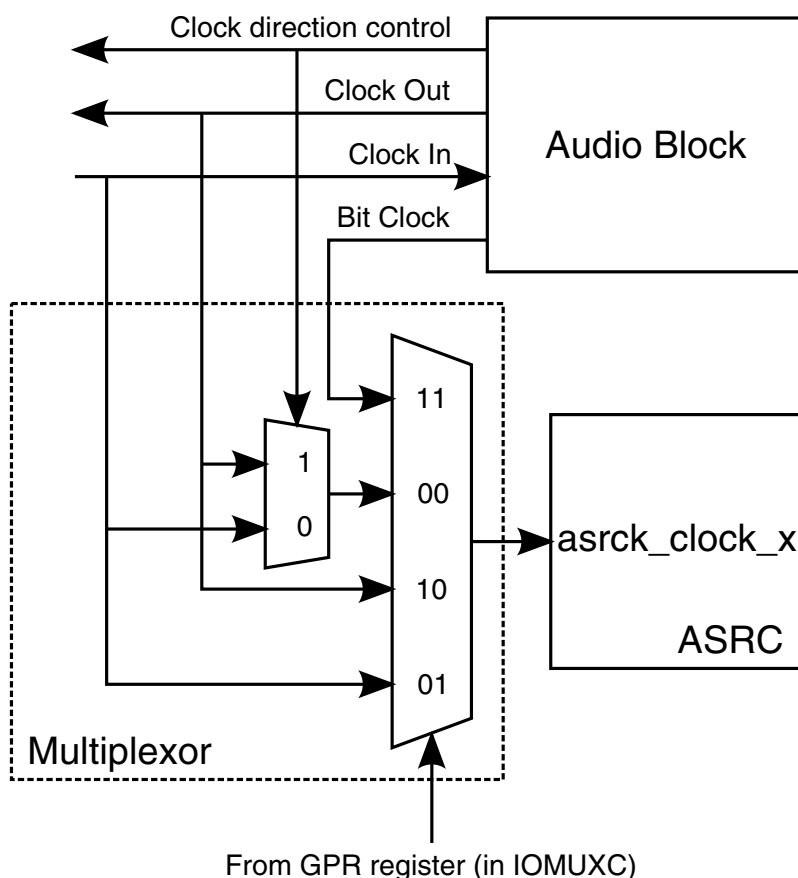 Clock direction control
Clock Out
Clock In
Bit Clock
Audio Block
11
1
00
0
10
01
asrck_clock_x
ASRC
Multiplexor
From GPR register (in IOMUXC)